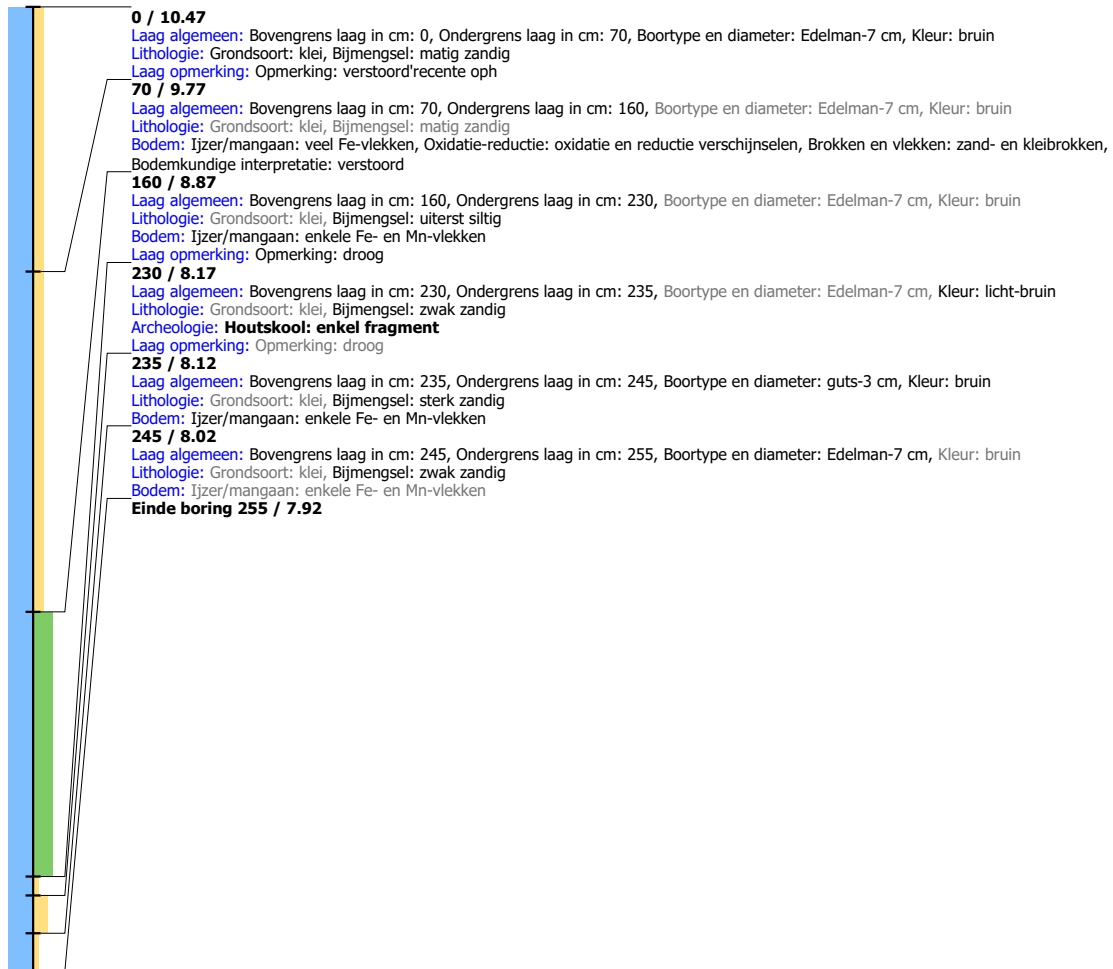 0 / 10.47
Laag algemeen: Bovengrens laag in cm: 0, Ondergrens laag in cm: 70, Boortype en diameter: Edelman-7 cm, Kleur: bruin
Lithologie: Grondsoort: klei, Bijmengsel: matig zandig
Laag opmerking: Opmerking: verstoord'recente oph
70 / 9.77
Laag algemeen: Bovengrens laag in cm: 70, Ondergrens laag in cm: 160, Boortype en diameter: Edelman-7 cm, Kleur: bruin
Lithologie: Grondsoort: klei, Bijmengsel: matig zandig
Bodem: Ijzer/mangaan: veel Fe-vlekken, Oxidatie-reductie: oxidatie en reductie verschijnselen, Brokken en vlekken: zand- en kleibrokken,
Bodemkundige interpretatie: verstoord
160 / 8.87
Laag algemeen: Bovengrens laag in cm: 160, Ondergrens laag in cm: 230, Boortype en diameter: Edelman-7 cm, Kleur: bruin
Lithologie: Grondsoort: klei, Bijmengsel: uiterst siltig
Bodem: Ijzer/mangaan: enkele Fe- en Mn-vlekken
Laag opmerking: Opmerking: droog
230 / 8.17
Laag algemeen: Bovengrens laag in cm: 230, Ondergrens laag in cm: 235, Boortype en diameter: Edelman-7 cm, Kleur: licht-bruin
Lithologie: Grondsoort: klei, Bijmengsel: zwak zandig
Archeologie: Houtskool: enkel fragment
Laag opmerking: Opmerking: droog
235 / 8.12
Laag algemeen: Bovengrens laag in cm: 235, Ondergrens laag in cm: 245, Boortype en diameter: guts-3 cm, Kleur: bruin
Lithologie: Grondsoort: klei, Bijmengsel: sterk zandig
Bodem: Ijzer/mangaan: enkele Fe- en Mn-vlekken
245 / 8.02
Laag algemeen: Bovengrens laag in cm: 245, Ondergrens laag in cm: 255, Boortype en diameter: Edelman-7 cm, Kleur: bruin
Lithologie: Grondsoort: klei, Bijmengsel: zwak zandig
Bodem: Ijzer/mangaan: enkele Fe- en Mn-vlekken
Einde boring 255 / 7.92